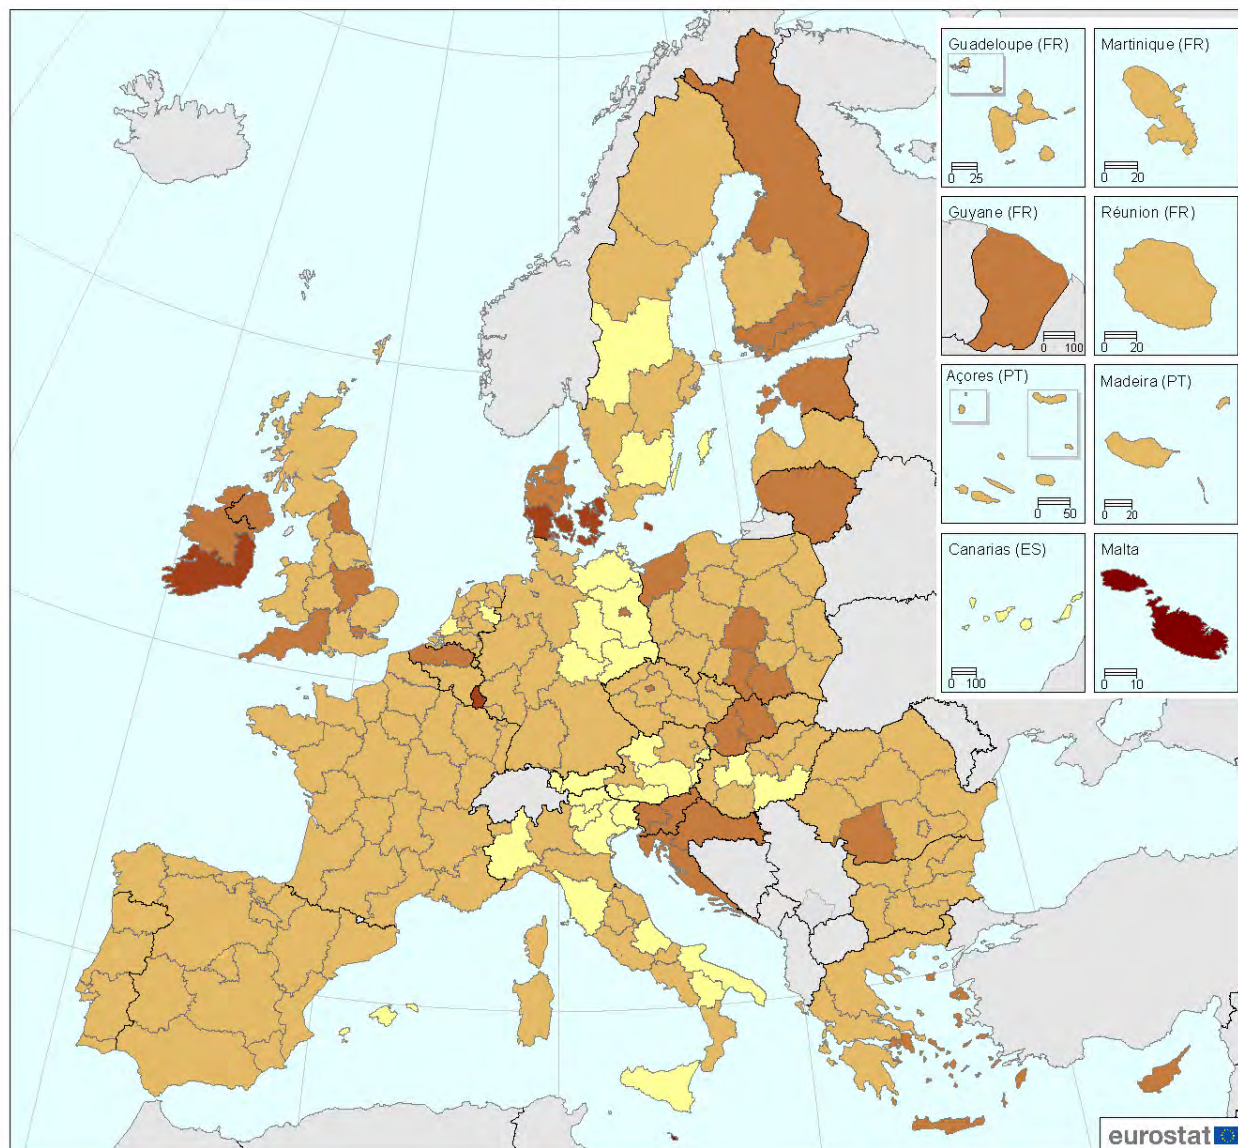 Guadeloupe (FR)
0 25
Martinique (FR)
0 20
Guyane (FR)
0 100
Réunion (FR)
0 20
Açores (PT)
0 50
Madeira (PT)
0 20
Canarias (ES)
0 100
Malta
0 10
eurostat